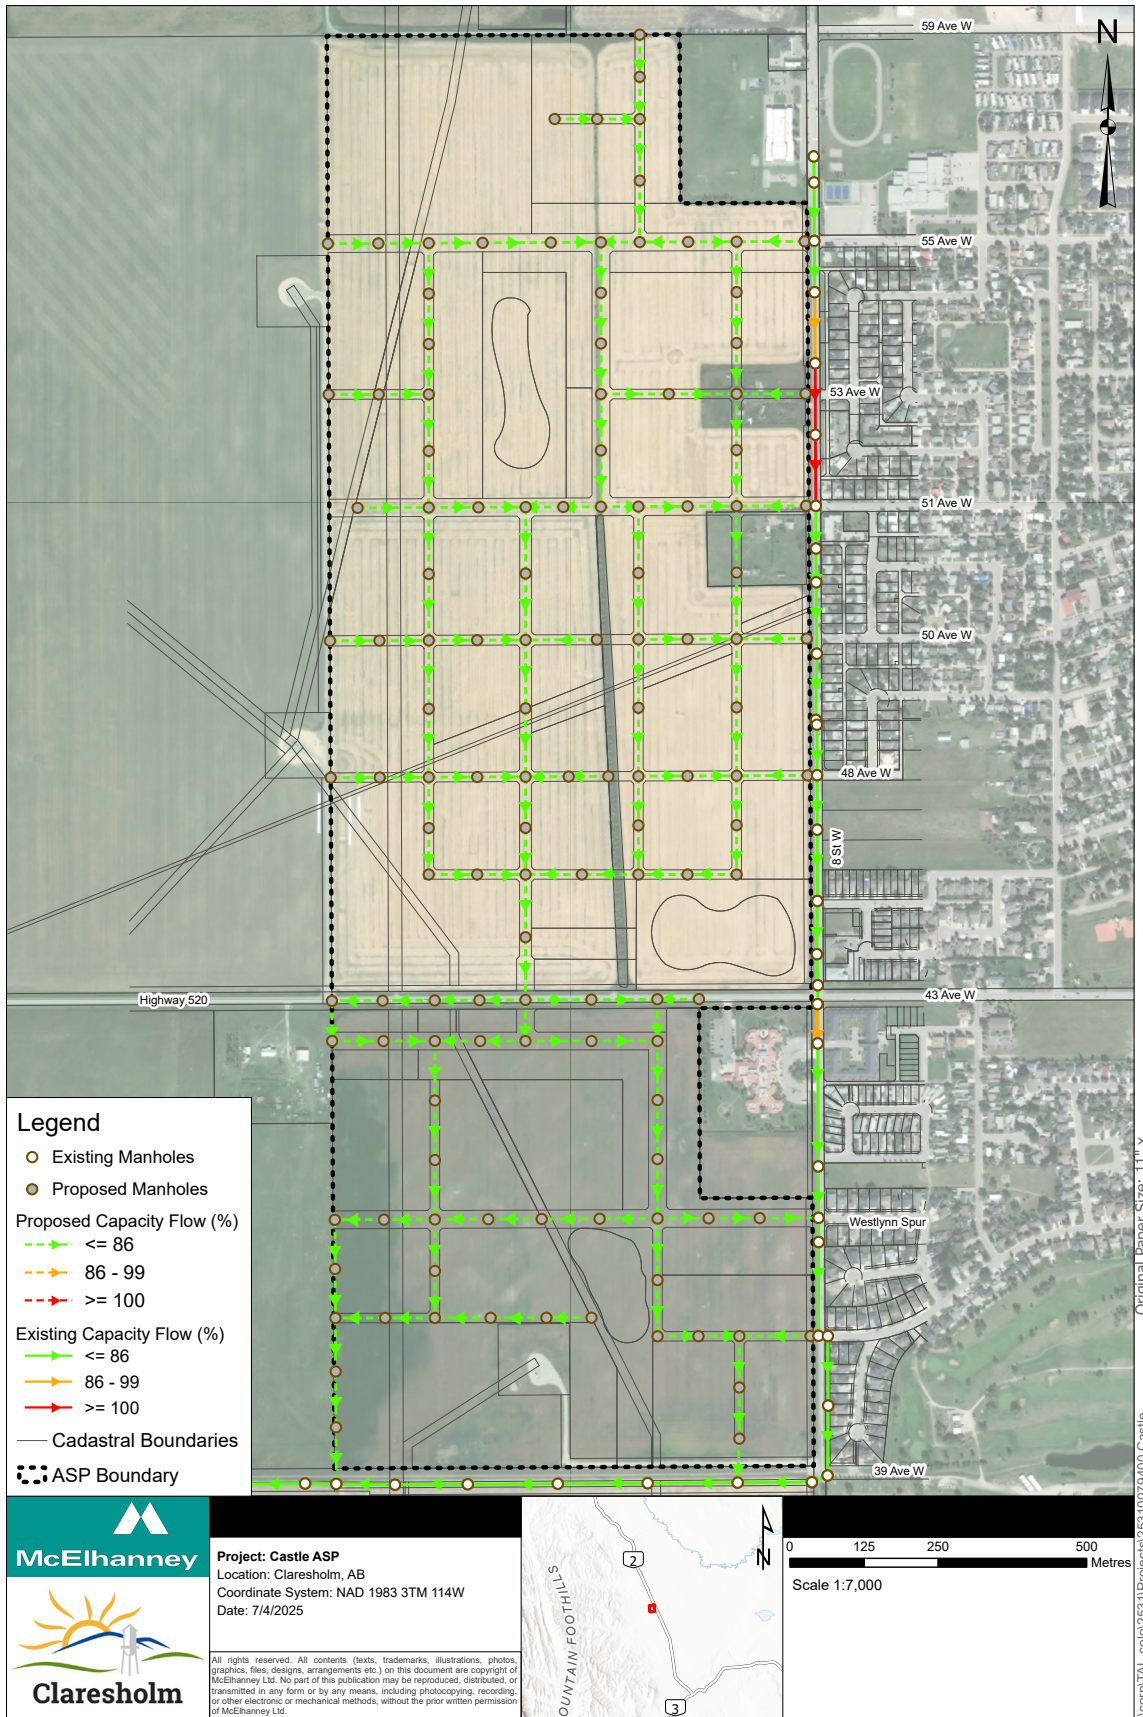 59 Ave W
N
55 Ave W
53 Ave W
51 Ave W
50 Ave W
48 Ave W
8 St W
Highway 520
43 Ave W
Westlynn Spur
39 Ave W
Legend
Existing Manholes
Proposed Manholes
Proposed Capacity Flow (%)
<= 86
86 - 99
>= 100
Existing Capacity Flow (%)
<= 86
86 - 99
>= 100
Cadastral Boundaries
ASP Boundary
Original Paper Size: 11" x
McElhanney
Claresholm
Project: Castle ASP
Location: Claresholm, AB
Coordinate System: NAD 1983 3TM 114W
Date: 7/4/2025
All rights reserved. All contents (texts, trademarks, illustrations, photos,
graphics, files, designs, arrangements etc.) on this document are copyright of
McElhanney Ltd. No part of this publication may be reproduced, distributed, or
transmitted in any form or by any means, including photocopying, recording,
or other electronic or mechanical methods, without the prior written permission
of McElhanney Ltd.
2
3
OUNTAIN FOOTHILLS
N
0 125 250 500
Metres
Scale 1:7,000